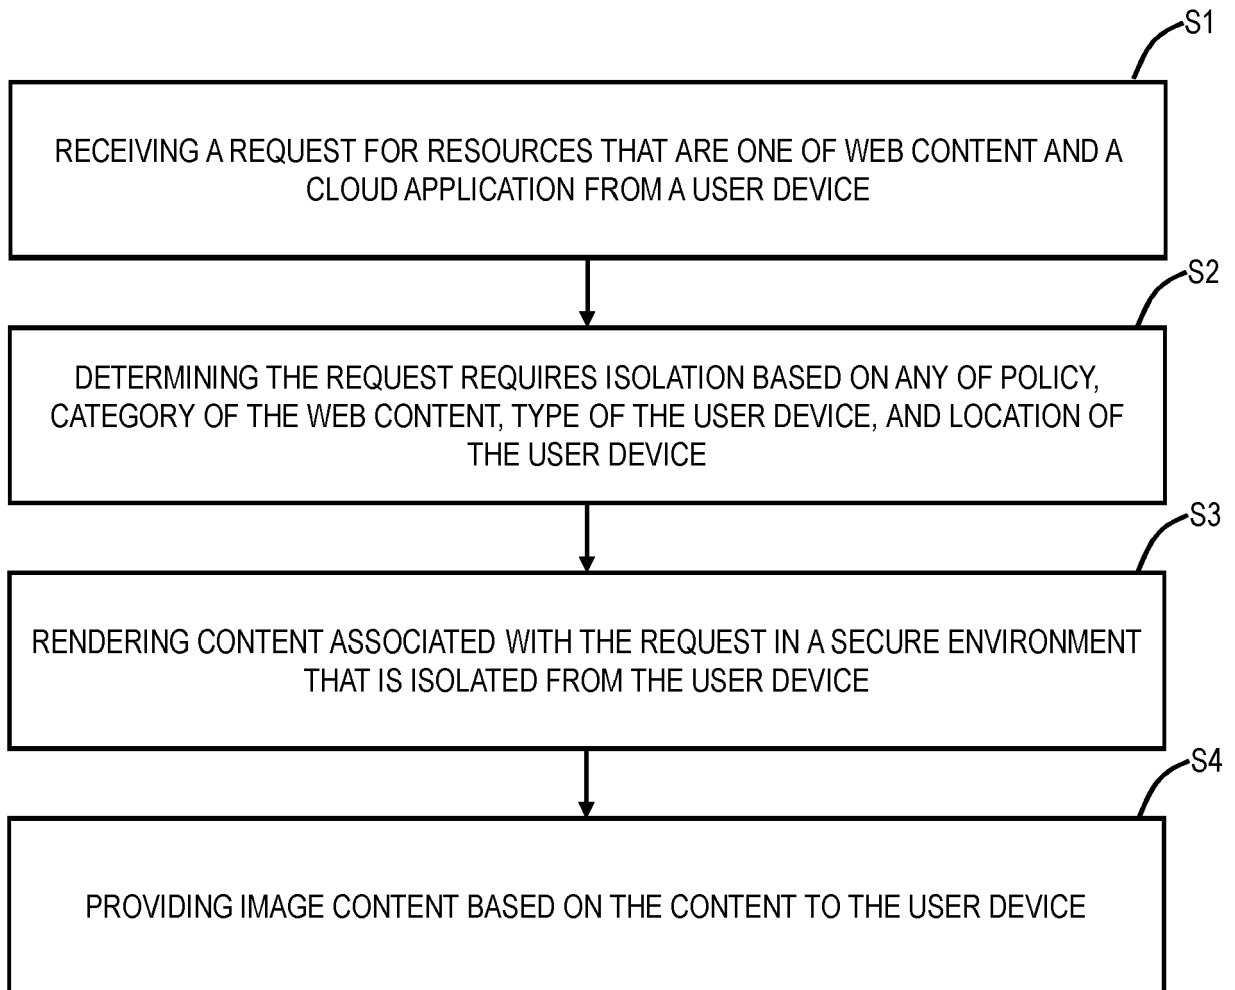 S1
RECEIVING A REQUEST FOR RESOURCES THAT ARE ONE OF WEB CONTENT AND A
CLOUD APPLICATION FROM A USER DEVICE
S2
DETERMINING THE REQUEST REQUIRES ISOLATION BASED ON ANY OF POLICY,
CATEGORY OF THE WEB CONTENT, TYPE OF THE USER DEVICE, AND LOCATION OF
THE USER DEVICE
S3
RENDERING CONTENT ASSOCIATED WITH THE REQUEST IN A SECURE ENVIRONMENT
THAT IS ISOLATED FROM THE USER DEVICE
S4
PROVIDING IMAGE CONTENT BASED ON THE CONTENT TO THE USER DEVICE